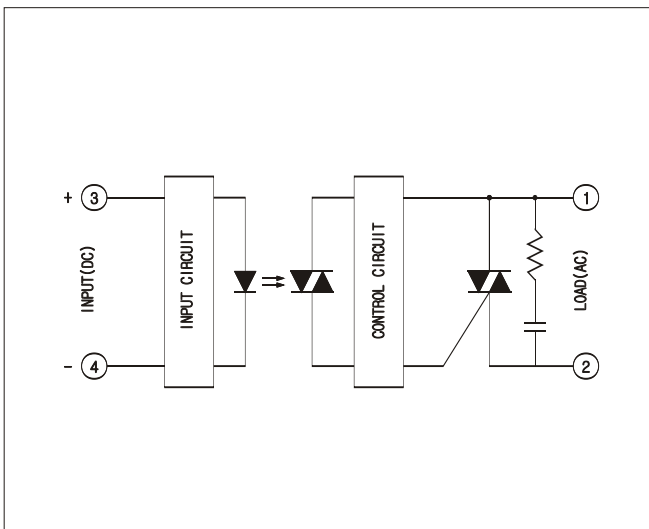 + 3
INPUT(DC)
- 4
INPUT CIRCUIT
CONTROL CIRCUIT
1
LOAD(AC)
2